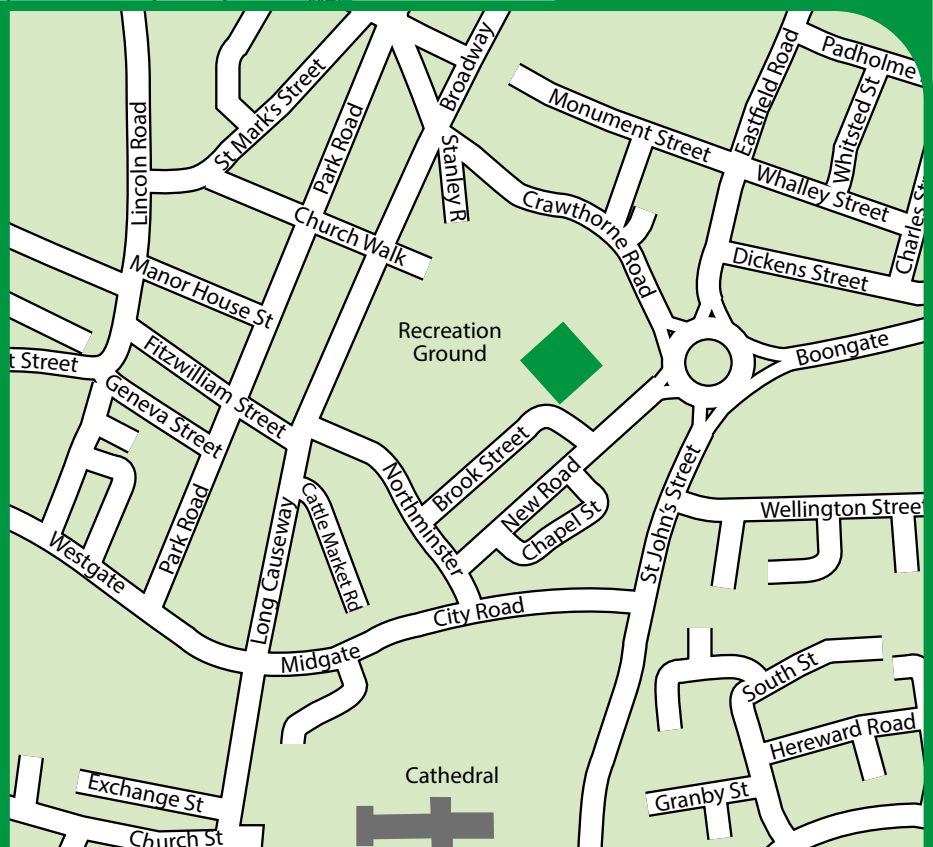 Padholme
Broadway
Eastfield Road
St Mark's Street
Monument Street
Whitsted St
Park Road
Lincoln Road
Stanley R
Whalley Street
Charles St
Crawthorne Road
Church Walk
Dickens Street
Manor House St
Recreation
Ground
Boongate
t Street
Fitzwilliam Street
Geneva Street
Brook Street
Northminster
New Road
St John's Street
Wellington Street
Chapel St
Cattle Market Rd
Park Road
Long Causeway
Westgate
City Road
Midgate
South St
Hereward Road
Cathedral
Exchange St
Granby St
Church St